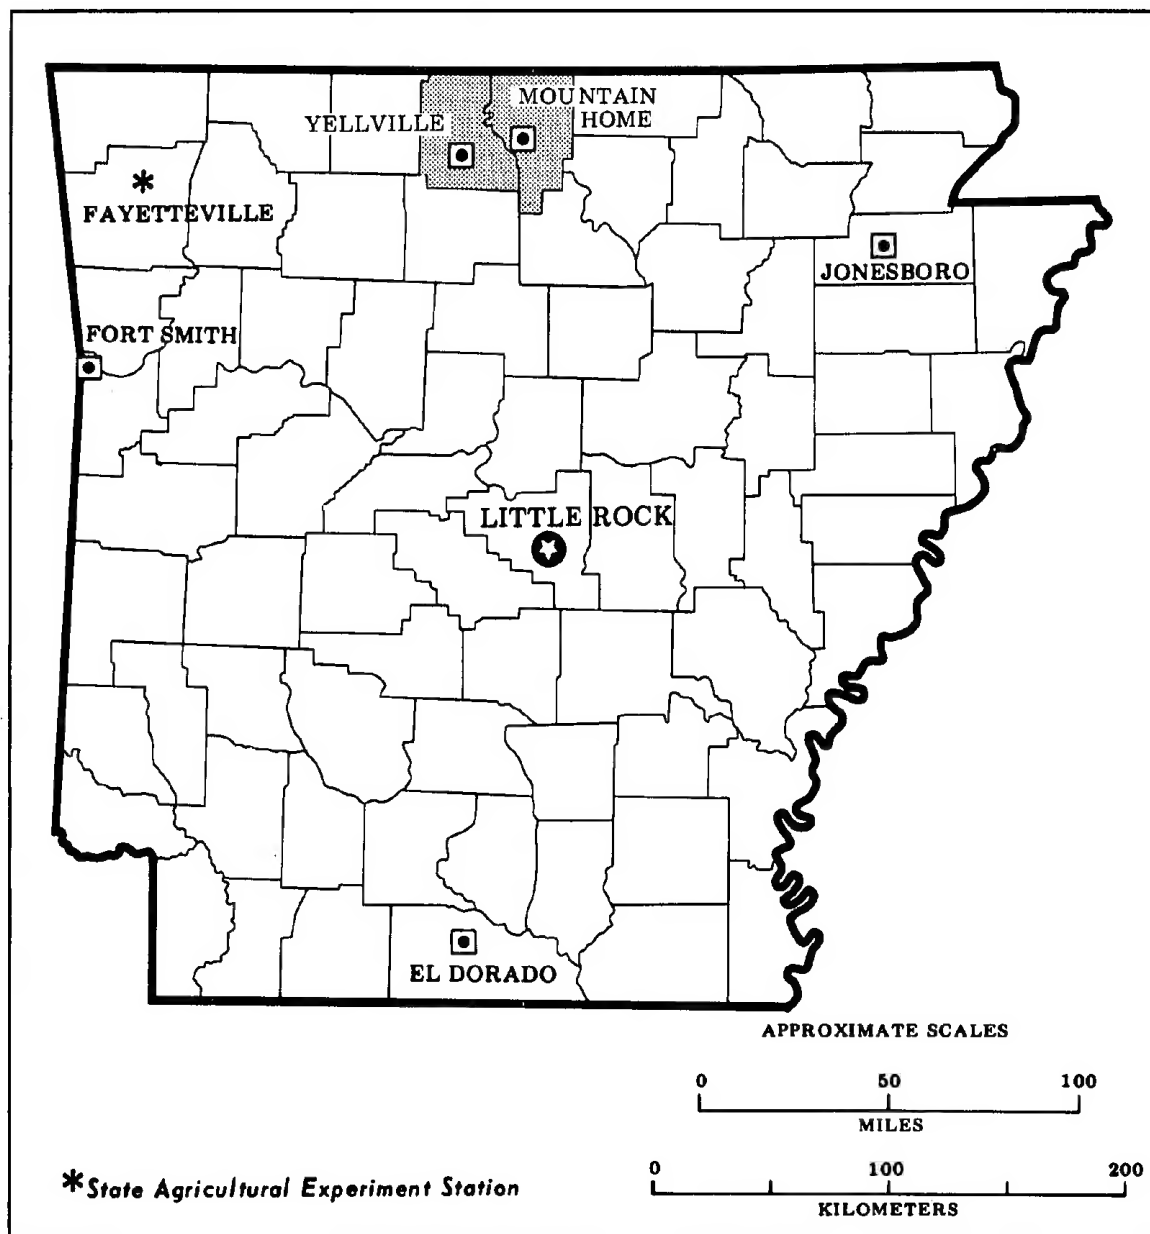 MOUNTAIN
HOME
YELLVILLE
FAYETTEVILLE
JONESBORO
FORT SMITH
LITTLE ROCK
EL DORADO
APPROXIMATE SCALES
0 50 100
MILES
0 100 200
KILOMETERS
*State Agricultural Experiment Station